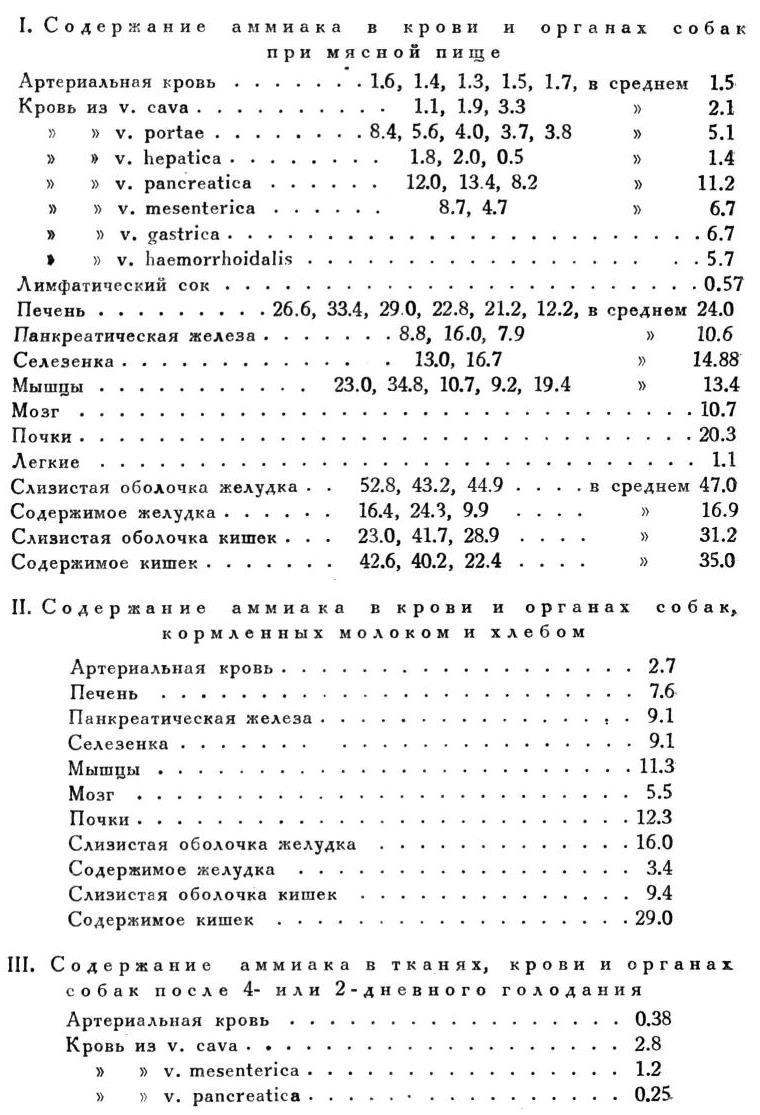 I. Содержание аммиака в крови и органах собак
при мясной пище
Артериальная кровь . . . . . . . 1.6, 1.4, 1.3, 1.5, 1.7, в среднем 1.5
Кровь из v. cava . . . . . . . . . . 1.1, 1.9, 3.3 » 2.1
» » v. portae . . . . . . . . 8.4, 5.6, 4.0, 3.7, 3.8 » 5.1
» » v. hepatica . . . . . . . . 1.8, 2.0, 0.5 » 1.4
» » v. pancreatica . . . . . . 12.0, 13.4, 8.2 » 11.2
» » v. mesenterica . . . . . . 8.7, 4.7 » 6.7
» » v. gastrica . . . . . . . . . . . . . . . . . . . . . . . . 6.7
» » v. haemorrhoidalis . . . . . . . . . . . . . . . . . . . 5.7
Лимфатический сок . . . . . . . . . . . . . . . . . . . . . . . . 0.57
Печень . . . . . . . . . 26.6, 33.4, 29.0, 22.8, 21.2, 12.2, в среднем 24.0
Панкреатическая железа . . . . . . . 8.8, 16.0, 7.9 » 10.6
Селезенка . . . . . . . . . . . . . 13.0, 16.7 » 14.88
Мышцы . . . . . . . . . . . 23.0, 34.8, 10.7, 9.2, 19.4 » 13.4
Мозг . . . . . . . . . . . . . . . . . . . . . . . . . . . . . . . 10.7
Почки . . . . . . . . . . . . . . . . . . . . . . . . . . . . . . . 20.3
Легкие . . . . . . . . . . . . . . . . . . . . . . . . . . . . . . 1.1
Слизистая оболочка желудка . . 52.8, 43.2, 44.9 . . . . в среднем 47.0
Содержимое желудка . . . . . . 16.4, 24.3, 9.9 . . . . » 16.9
Слизистая оболочка кишек . . . 23.0, 41.7, 28.9 . . . . » 31.2
Содержимое кишек . . . . . . . 42.6, 40.2, 22.4 . . . . » 35.0
II. Содержание аммиака в крови и органах собак,
кормленных молоком и хлебом
Артериальная кровь . . . . . . . . . . . . . . . . . . 2.7
Печень . . . . . . . . . . . . . . . . . . . . . . . . 7.6
Панкреатическая железа . . . . . . . . . . . . . . . . 9.1
Селезенка . . . . . . . . . . . . . . . . . . . . . . 9.1
Мышцы . . . . . . . . . . . . . . . . . . . . . . . . 11.3
Мозг . . . . . . . . . . . . . . . . . . . . . . . . . 5.5
Почки . . . . . . . . . . . . . . . . . . . . . . . . . 12.3
Слизистая оболочка желудка . . . . . . . . . . . . . 16.0
Содержимое желудка . . . . . . . . . . . . . . . . . 3.4
Слизистая оболочка кишек . . . . . . . . . . . . . . 9.4
Содержимое кишек . . . . . . . . . . . . . . . . . . 29.0
III. Содержание аммиака в тканях, крови и органах
собак после 4- или 2-дневного голодания
Артериальная кровь . . . . . . . . . . . . . . . . . 0.38
Кровь из v. cava . . . . . . . . . . . . . . . . . . . 2.8
» » v. mesenterica . . . . . . . . . . . . . . . . 1.2
» » v. pancreatica . . . . . . . . . . . . . . . . 0.25